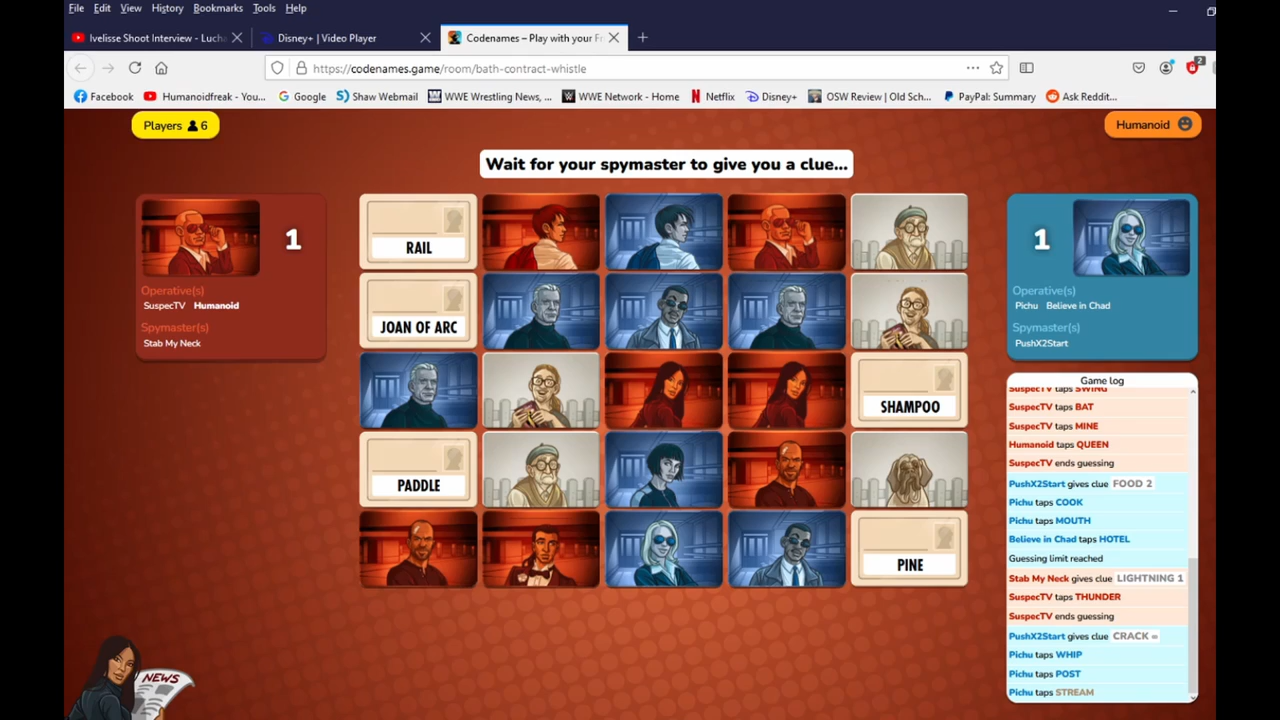 File Edit View History Bookmarks Tools Help
Ivelisse Shoot Interview - Lucha
Disney+ | Video Player
Codenames – Play with your Fr
https://codenames.game/room/bath-contract-whistle
2
Facebook
Humanoidfreak - You...
Google
Shaw Webmail
WWE Wrestling News, ...
WWE Network - Home
Netflix
Disney+
OSW Review | Old Sch...
PayPal: Summary
Ask Reddit...
Players 6
Humanoid
Wait for your spymaster to give you a clue...
1
Operative(s)
SuspecTV Humanoid
Spymaster(s)
Stab My Neck
RAIL
JOAN OF ARC
SHAMPOO
PADDLE
PINE
1
Operative(s)
Pichu Believe in Chad
Spymaster(s)
PushX2Start
Game log
SuspecTV taps SWING
SuspecTV taps BAT
SuspecTV taps MINE
Humanoid taps QUEEN
SuspecTV ends guessing
PushX2Start gives clue FOOD 2
Pichu taps COOK
Pichu taps MOUTH
Believe in Chad taps HOTEL
Guessing limit reached
Stab My Neck gives clue LIGHTNING 1
SuspecTV taps THUNDER
SuspecTV ends guessing
PushX2Start gives clue CRACK ∞
Pichu taps WHIP
Pichu taps POST
Pichu taps STREAM
NEWS